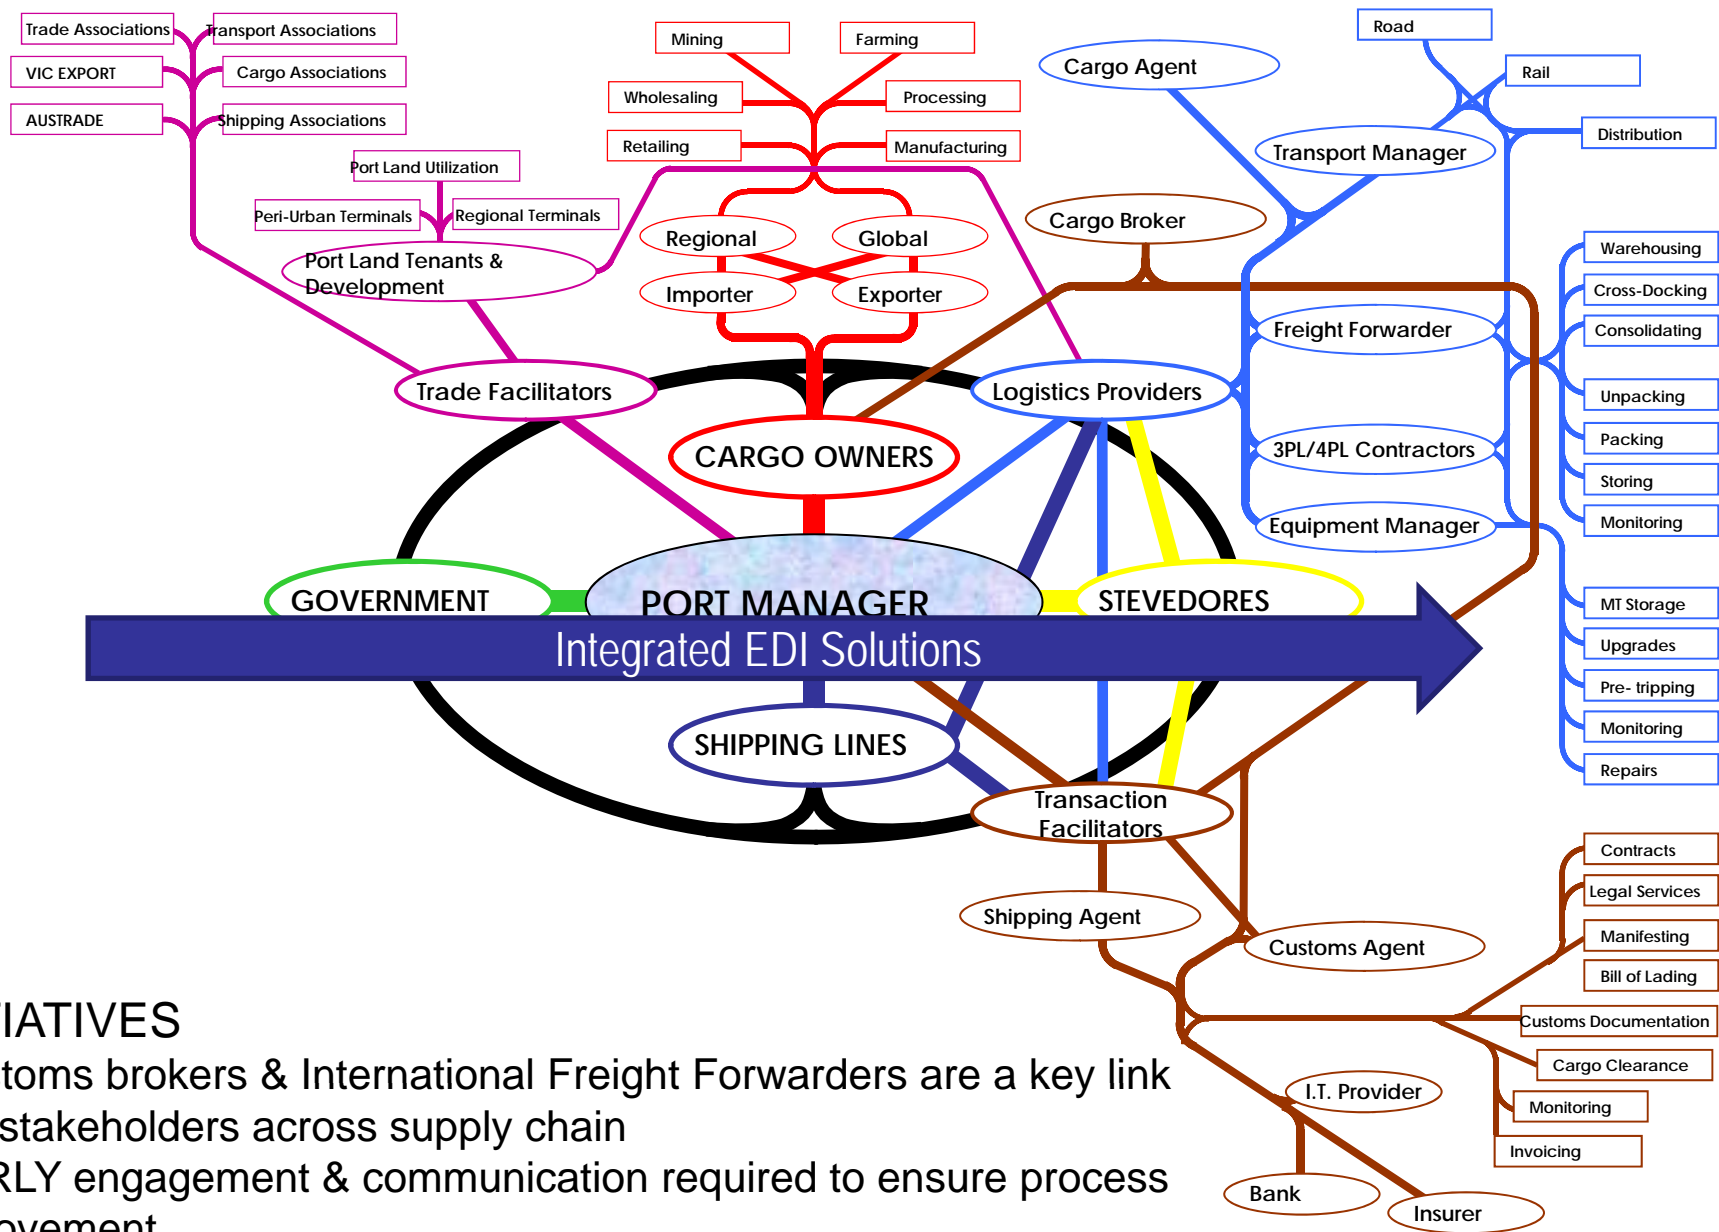 Trade Associations
Transport Associations
VIC EXPORT
Cargo Associations
AUSTRADE
Shipping Associations
Port Land Utilization
Peri-Urban Terminals
Regional Terminals
Port Land Tenants &
Development
Mining
Farming
Wholesaling
Processing
Retailing
Manufacturing
Regional
Global
Importer
Exporter
Cargo Agent
Road
Rail
Distribution
Transport Manager
Cargo Broker
Warehousing
Cross-Docking
Consolidating
Freight Forwarder
Unpacking
Packing
Storing
Monitoring
3PL/4PL Contractors
Equipment Manager
MT Storage
Upgrades
Pre- tripping
Monitoring
Repairs
Trade Facilitators
Logistics Providers
CARGO OWNERS
GOVERNMENT
PORT MANAGER
STEVEDORES
Integrated EDI Solutions
SHIPPING LINES
Transaction
Facilitators
Shipping Agent
Customs Agent
Contracts
Legal Services
Manifesting
Bill of Lading
Customs Documentation
Cargo Clearance
Monitoring
Invoicing
I.T. Provider
Bank
Insurer
TIATIVES
stoms brokers & International Freight Forwarders are a key link
stakeholders across supply chain
RLY engagement & communication required to ensure process
ovement